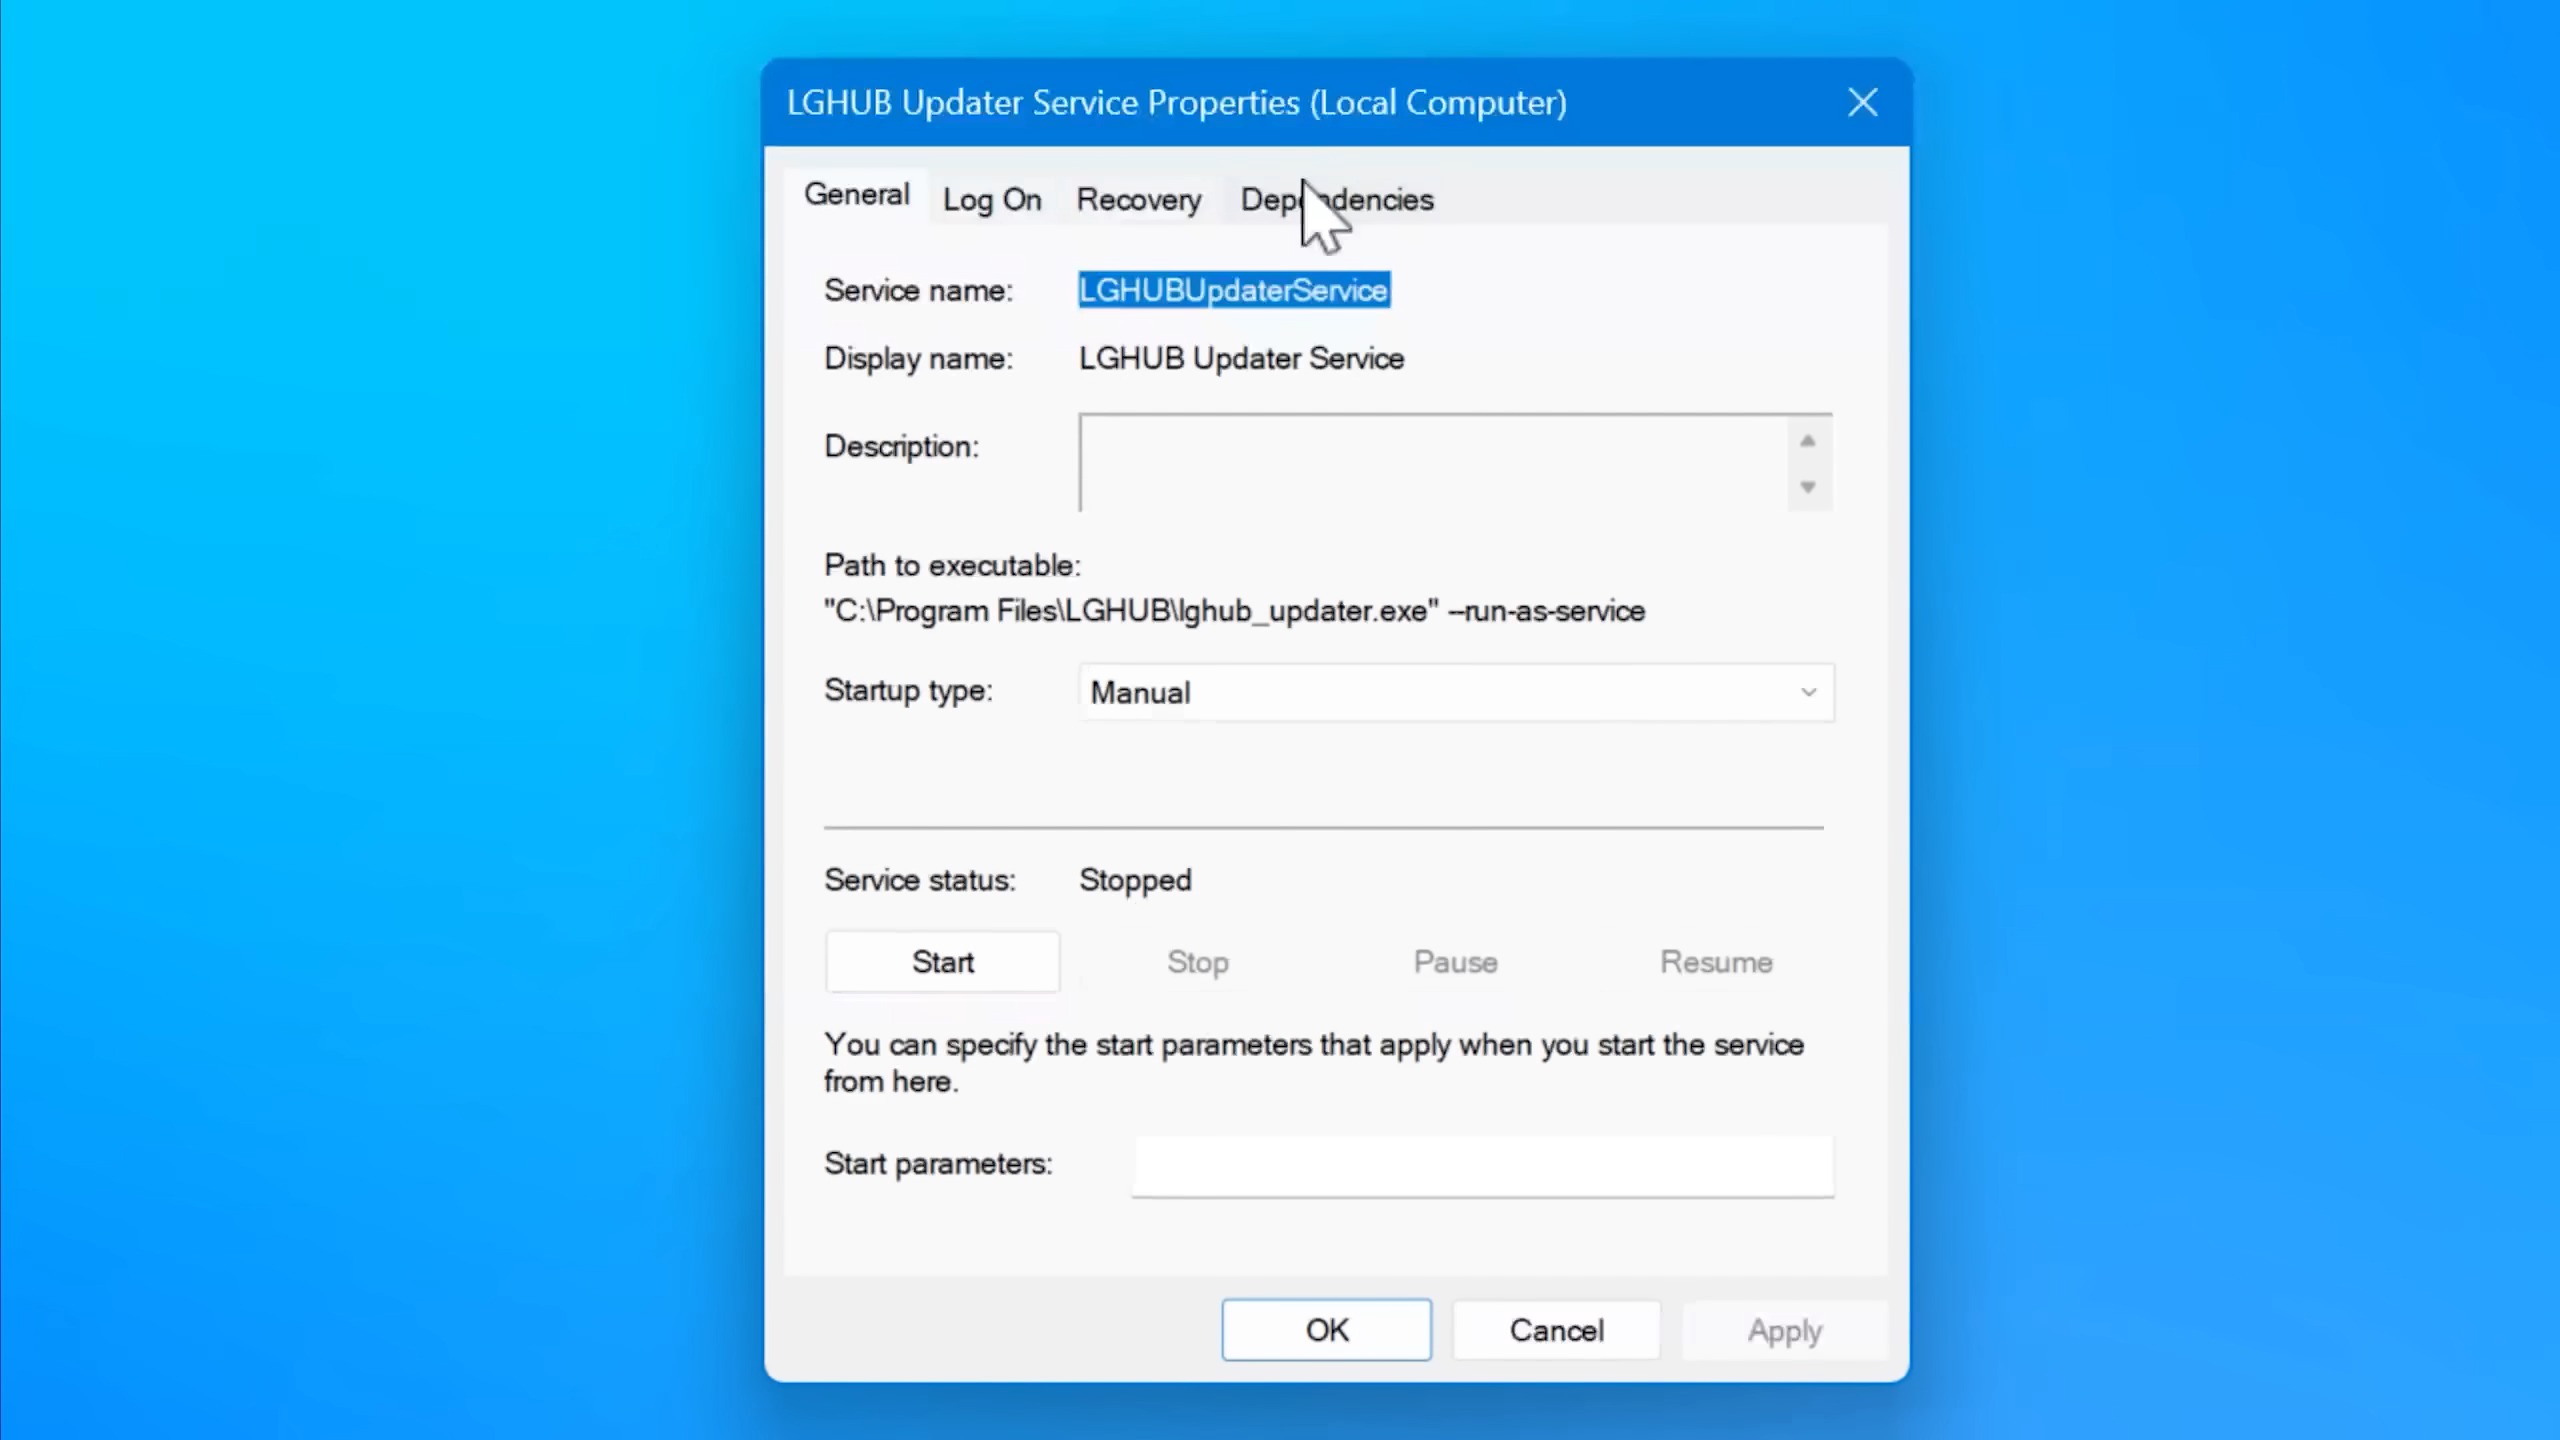 LGHUB Updater Service Properties (Local Computer)
General Log On Recovery Dependencies
Service name: LGHUBUpdaterService
Display name: LGHUB Updater Service
Description:
Path to executable:
"C:\Program Files\LGHUB\lghub_updater.exe" --run-as-service
Startup type: Manual
Service status: Stopped
Start Stop Pause Resume
You can specify the start parameters that apply when you start the service
from here.
Start parameters:
OK Cancel Apply